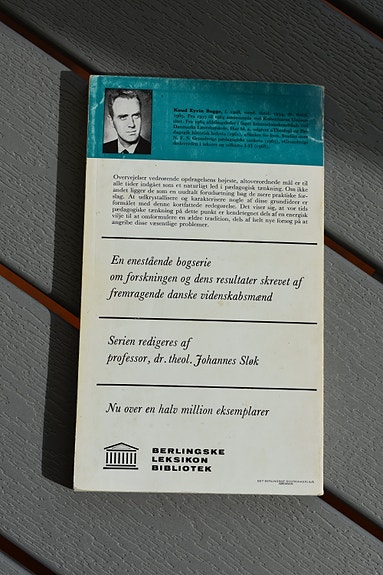 Knud Eyvin Bugge,
Overvejelser vedrørende opdragelsens højeste, altoverordnede mål er til
alle tider indgået som et naturligt led i pædagogisk tænkning. Om ikke
andet ligger de som en uudtalt forudsætning bag de mere praktiske for-
slag. At udkrystallisere og karakterisere nogle af disse grundideer er
formålet med denne kortfattede redegørelse. Det viser sig, at vor tids
pædagogiske tænkning på dette punkt er kendetegnet dels af en energisk
vilje til at omformulere en ældre tradition, dels af helt nye forsøg på at
angribe disse væsentlige problemer.
En enestående bogserie
om forskningen og dens resultater skrevet af
fremragende danske videnskabsmænd
Serien redigeres af
professor, dr. theol. Johannes Sløk
Nu over en halv million eksemplarer
BERLINGSKE
LEKSIKON
BIBLIOTEK